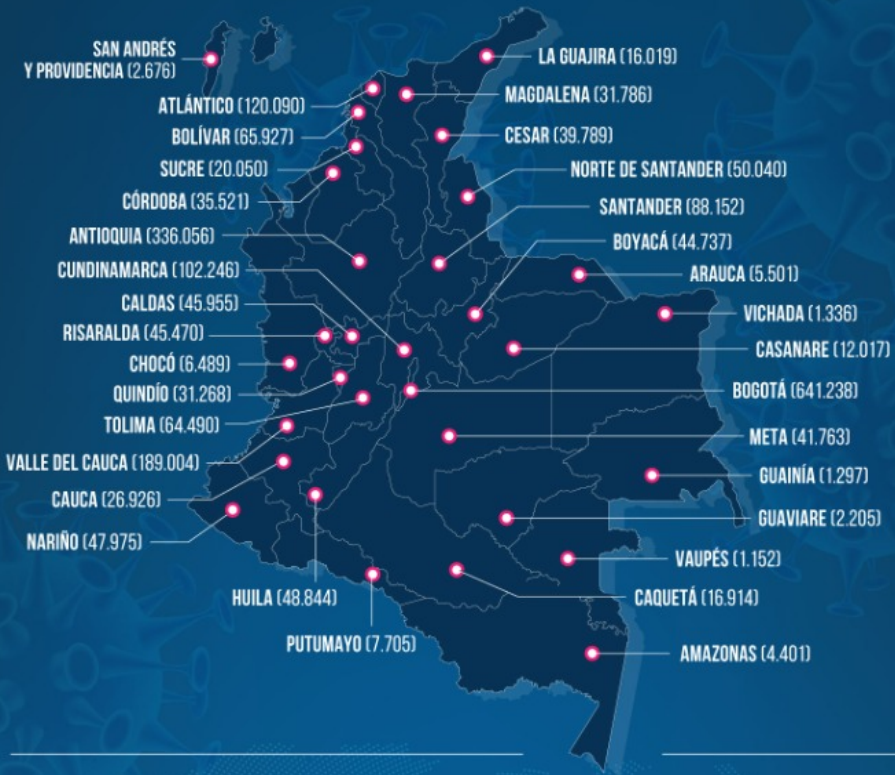 SAN ANDRÉS
Y PROVIDENCIA (2.676)
ATLÁNTICO (120.090)
BOLÍVAR (65.927)
SUCRE (20.050)
CÓRDOBA (35.521)
ANTIOQUIA (336.056)
CUNDINAMARCA (102.246)
CALDAS (45.955)
RISARALDA (45.470)
CHOCÓ (6.489)
QUINDÍO (31.268)
TOLIMA (64.490)
VALLE DEL CAUCA (189.004)
CAUCA (26.926)
NARIÑO (47.975)
HUILA (48.844)
PUTUMAYO (7.705)
LA GUAJIRA (16.019)
MAGDALENA (31.786)
CESAR (39.789)
NORTE DE SANTANDER (50.040)
SANTANDER (88.152)
BOYACÁ (44.737)
ARAUCA (5.501)
VICHADA (1.336)
CASANARE (12.017)
BOGOTÁ (641.238)
META (41.763)
GUAINÍA (1.297)
GUAVIARE (2.205)
VAUPÉS (1.152)
CAQUETÁ (16.914)
AMAZONAS (4.401)